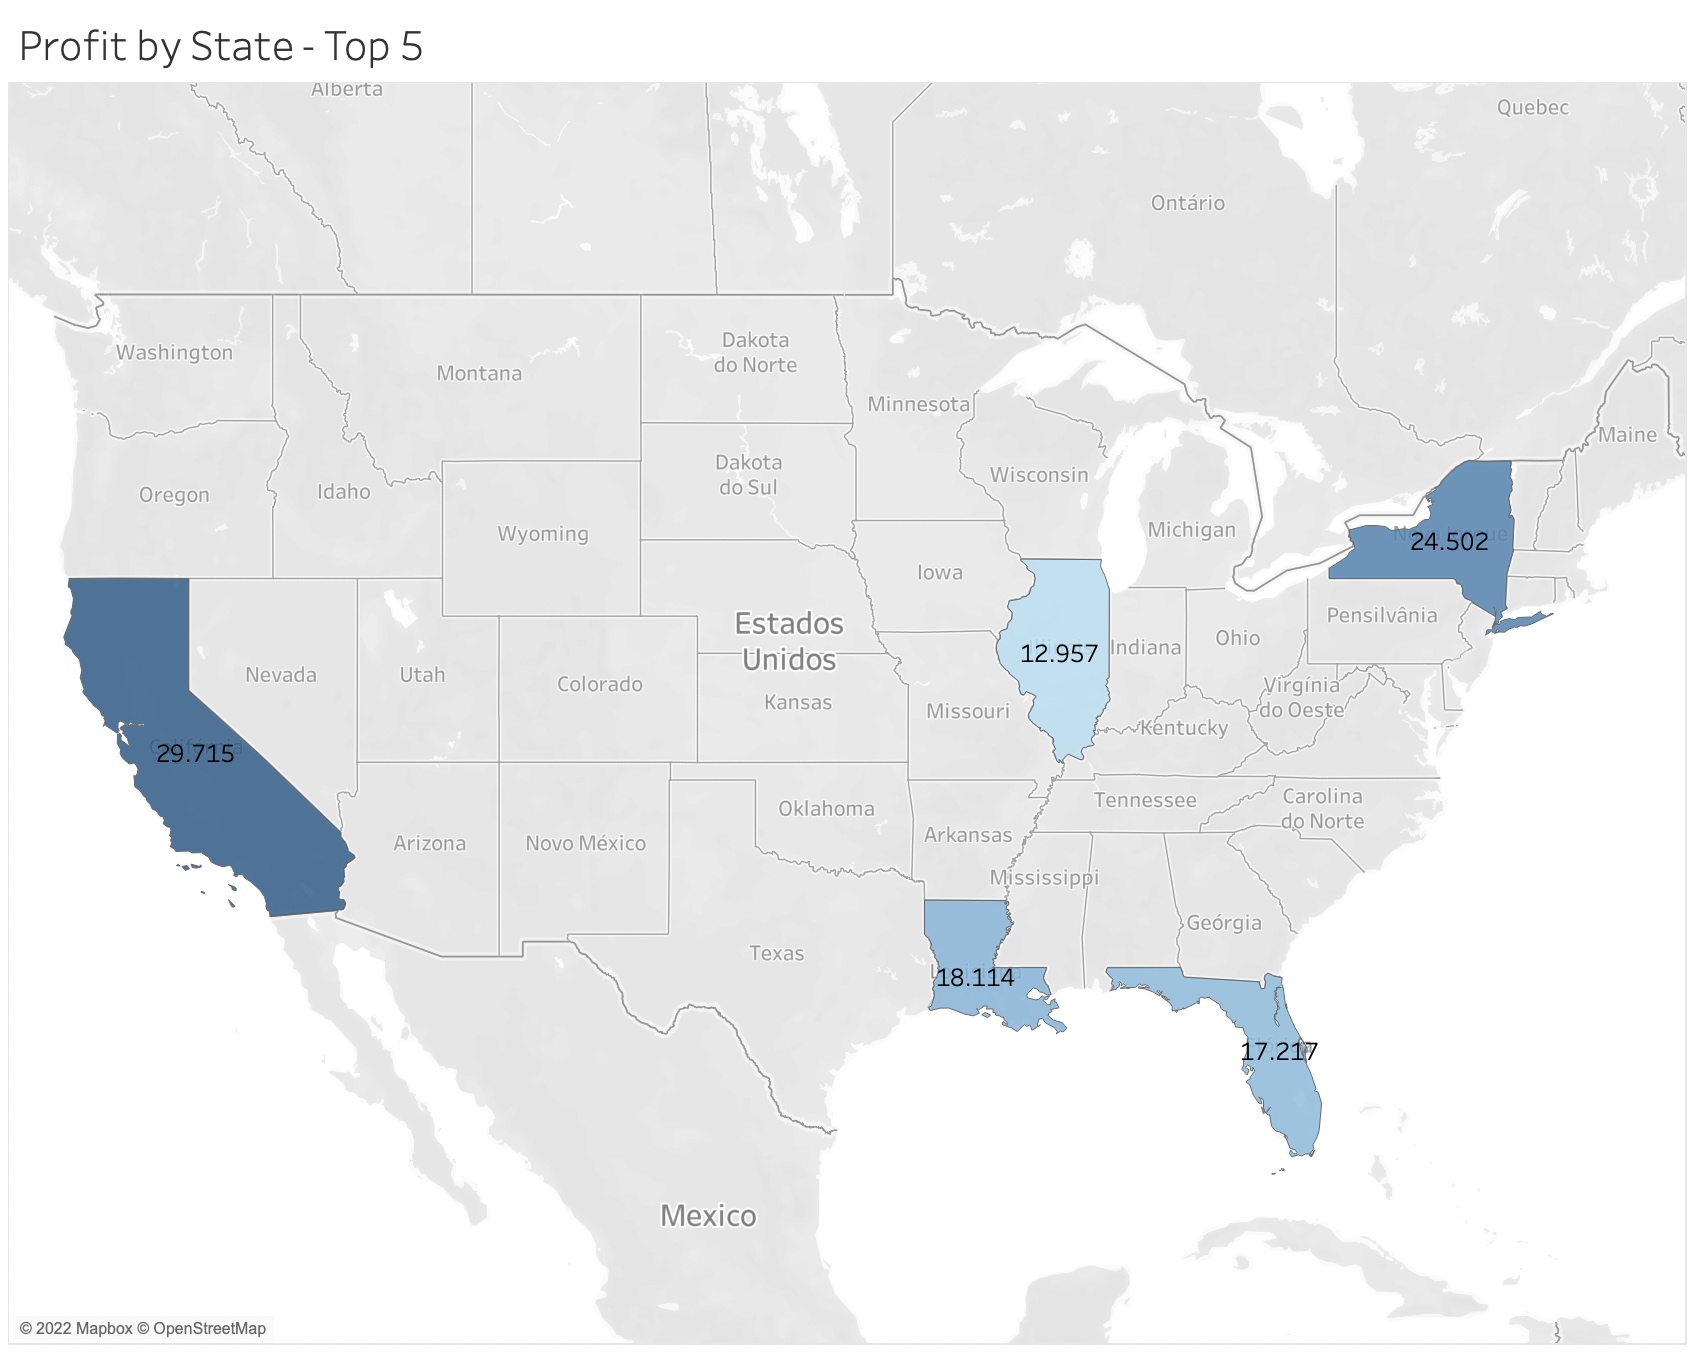 Profit by State - Top 5
Alberta
Quebec
Ontário
Washington
Montana
Dakota
do Norte
Minnesota
Maine
Oregon
Idaho
Dakota
do Sul
Wisconsin
Wyoming
Michigan
24.502
Iowa
Estados
Unidos
Pensilvânia
12.957
Indiana
Ohio
Nevada
Utah
Colorado
Kansas
Missouri
Virgínia
do Oeste
Kentucky
29.715
Oklahoma
Tennessee
Carolina
do Norte
Arizona
Novo México
Arkansas
Mississippi
Geórgia
Texas
18.114
17.217
Mexico
© 2022 Mapbox © OpenStreetMap